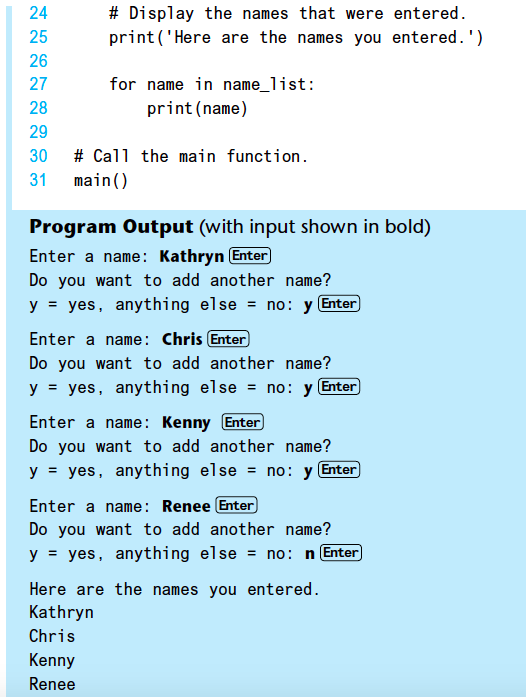 24 # Display the names that were entered.
25 print('Here are the names you entered.')
26
27 for name in name_list:
28 print(name)
29
30 # Call the main function.
31 main()
Program Output (with input shown in bold)
Enter a name: Kathryn Enter
Do you want to add another name?
y = yes, anything else = no: y Enter
Enter a name: Chris Enter
Do you want to add another name?
y = yes, anything else = no: y Enter
Enter a name: Kenny Enter
Do you want to add another name?
y = yes, anything else = no: y Enter
Enter a name: Renee Enter
Do you want to add another name?
y = yes, anything else = no: n Enter
Here are the names you entered.
Kathryn
Chris
Kenny
Renee